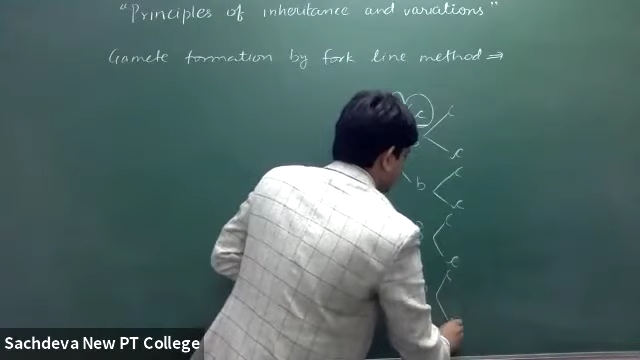 "Principles of inheritance and variations"
Gamete formation by fork line method ⇒
c
c
c
c
b
c
c
c
c
Sachdeva New PT College